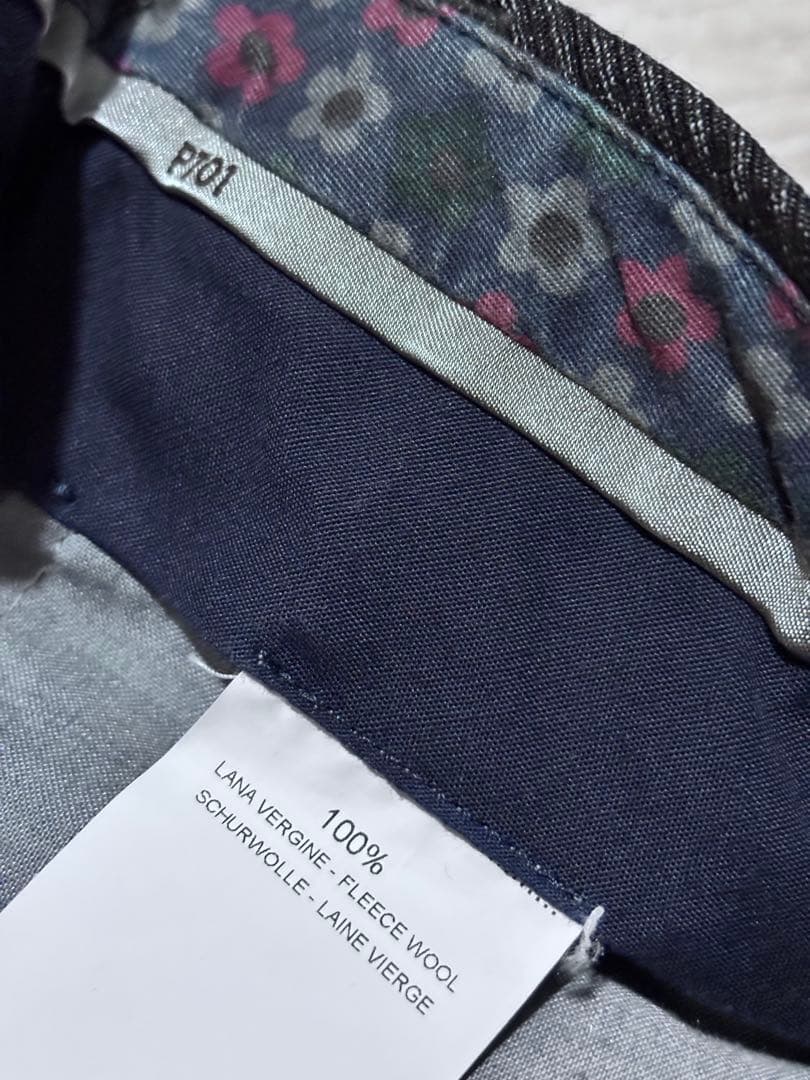 P701
100%
LANA VERGINE - FLEECE WOOL
SCHURWOLLE - LAINE VIERGE